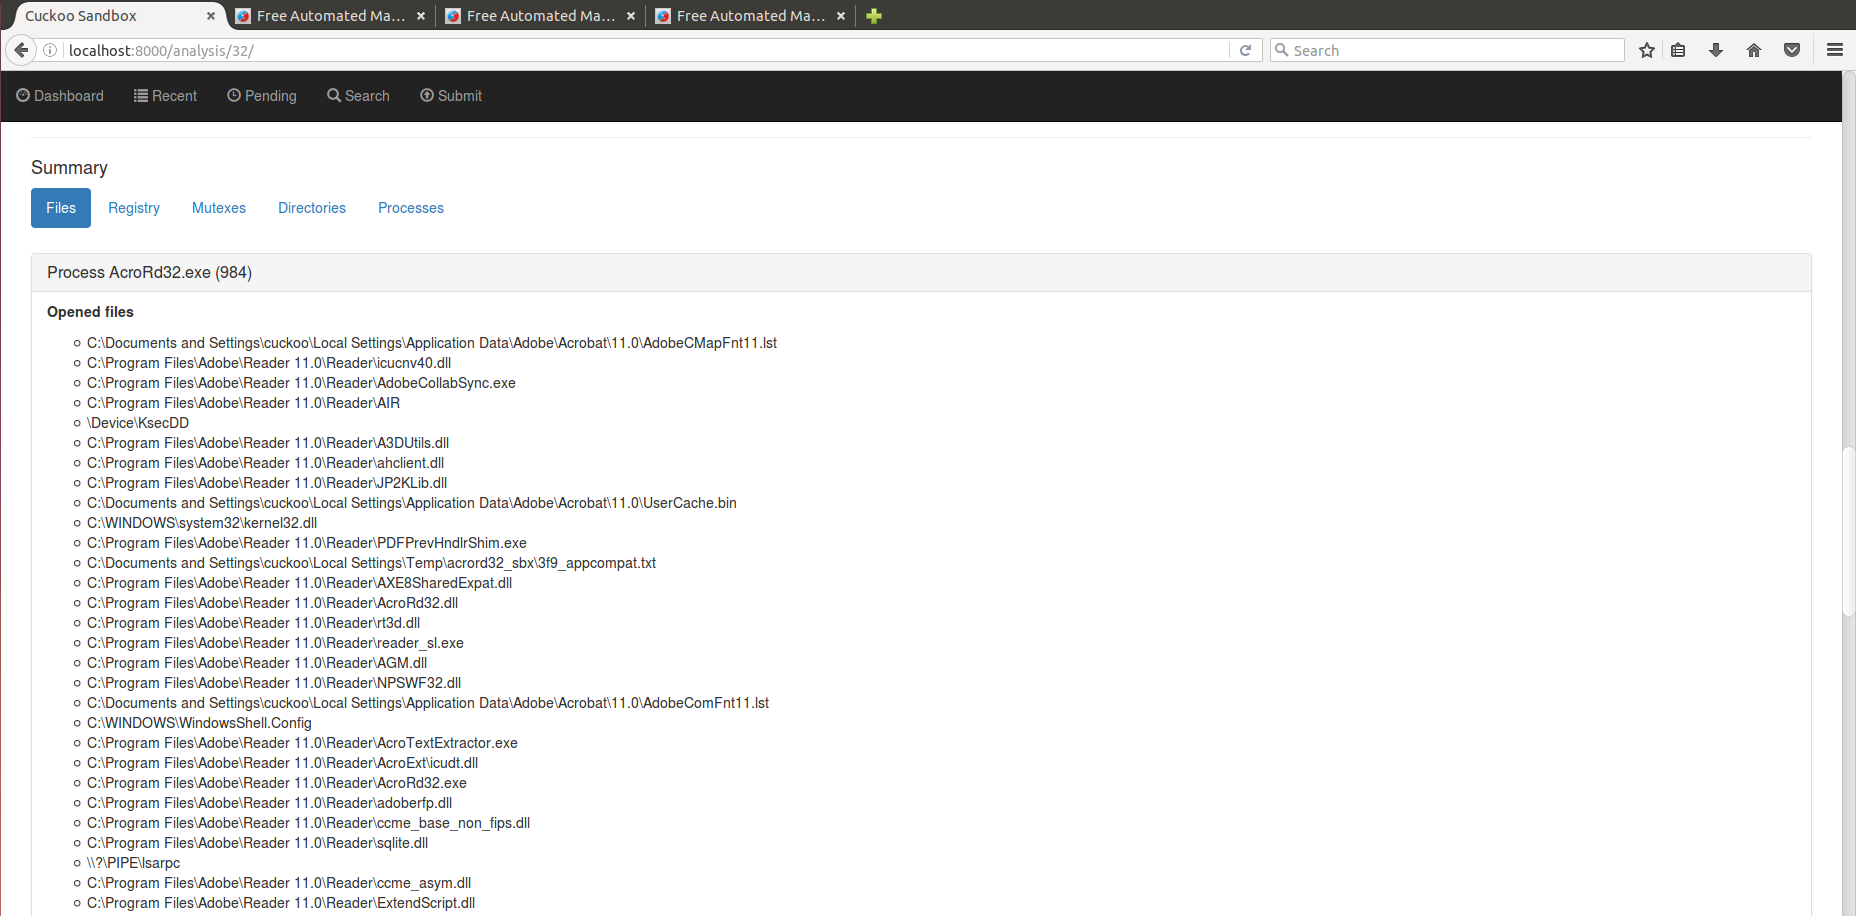 Cuckoo Sandbox
Free Automated Ma...
Free Automated Ma...
Free Automated Ma...
localhost:8000/analysis/32/
Search
Dashboard Recent Pending Search Submit
Summary
Files Registry Mutexes Directories Processes
Process AcroRd32.exe (984)
Opened files
C:\Documents and Settings\cuckoo\Local Settings\Application Data\Adobe\Acrobat\11.0\AdobeCMapFnt11.lst
C:\Program Files\Adobe\Reader 11.0\Reader\icucnv40.dll
C:\Program Files\Adobe\Reader 11.0\Reader\AdobeCollabSync.exe
C:\Program Files\Adobe\Reader 11.0\Reader\AIR
\Device\KsecDD
C:\Program Files\Adobe\Reader 11.0\Reader\A3DUtils.dll
C:\Program Files\Adobe\Reader 11.0\Reader\ahclient.dll
C:\Program Files\Adobe\Reader 11.0\Reader\JP2KLib.dll
C:\Documents and Settings\cuckoo\Local Settings\Application Data\Adobe\Acrobat\11.0\UserCache.bin
C:\WINDOWS\system32\kernel32.dll
C:\Program Files\Adobe\Reader 11.0\Reader\PDFPrevHndlrShim.exe
C:\Documents and Settings\cuckoo\Local Settings\Temp\acrord32_sbx\3f9_appcompat.txt
C:\Program Files\Adobe\Reader 11.0\Reader\AXE8SharedExpat.dll
C:\Program Files\Adobe\Reader 11.0\Reader\AcroRd32.dll
C:\Program Files\Adobe\Reader 11.0\Reader\rt3d.dll
C:\Program Files\Adobe\Reader 11.0\Reader\reader_sl.exe
C:\Program Files\Adobe\Reader 11.0\Reader\AGM.dll
C:\Program Files\Adobe\Reader 11.0\Reader\NPSWF32.dll
C:\Documents and Settings\cuckoo\Local Settings\Application Data\Adobe\Acrobat\11.0\AdobeComFnt11.lst
C:\WINDOWS\WindowsShell.Config
C:\Program Files\Adobe\Reader 11.0\Reader\AcroTextExtractor.exe
C:\Program Files\Adobe\Reader 11.0\Reader\AcroExt\icudt.dll
C:\Program Files\Adobe\Reader 11.0\Reader\AcroRd32.exe
C:\Program Files\Adobe\Reader 11.0\Reader\adoberfp.dll
C:\Program Files\Adobe\Reader 11.0\Reader\ccme_base_non_fips.dll
C:\Program Files\Adobe\Reader 11.0\Reader\sqlite.dll
\\?\PIPE\lsarpc
C:\Program Files\Adobe\Reader 11.0\Reader\ccme_asym.dll
C:\Program Files\Adobe\Reader 11.0\Reader\ExtendScript.dll